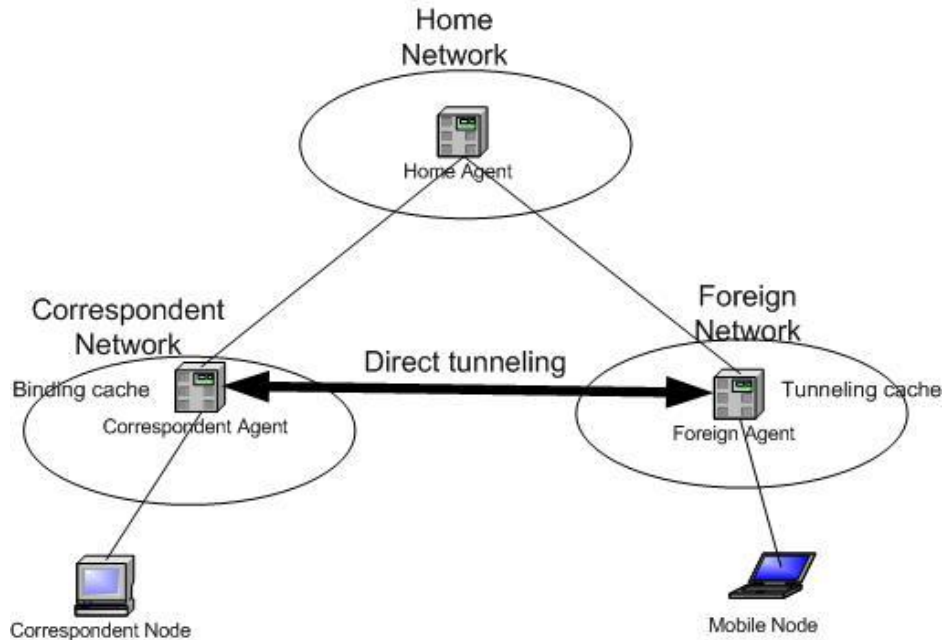 Home
Network
Home Agent
Correspondent
Network
Foreign
Network
Direct tunneling
Binding cache
Tunneling cache
Correspondent Agent
Foreign Agent
Correspondent Node
Mobile Node